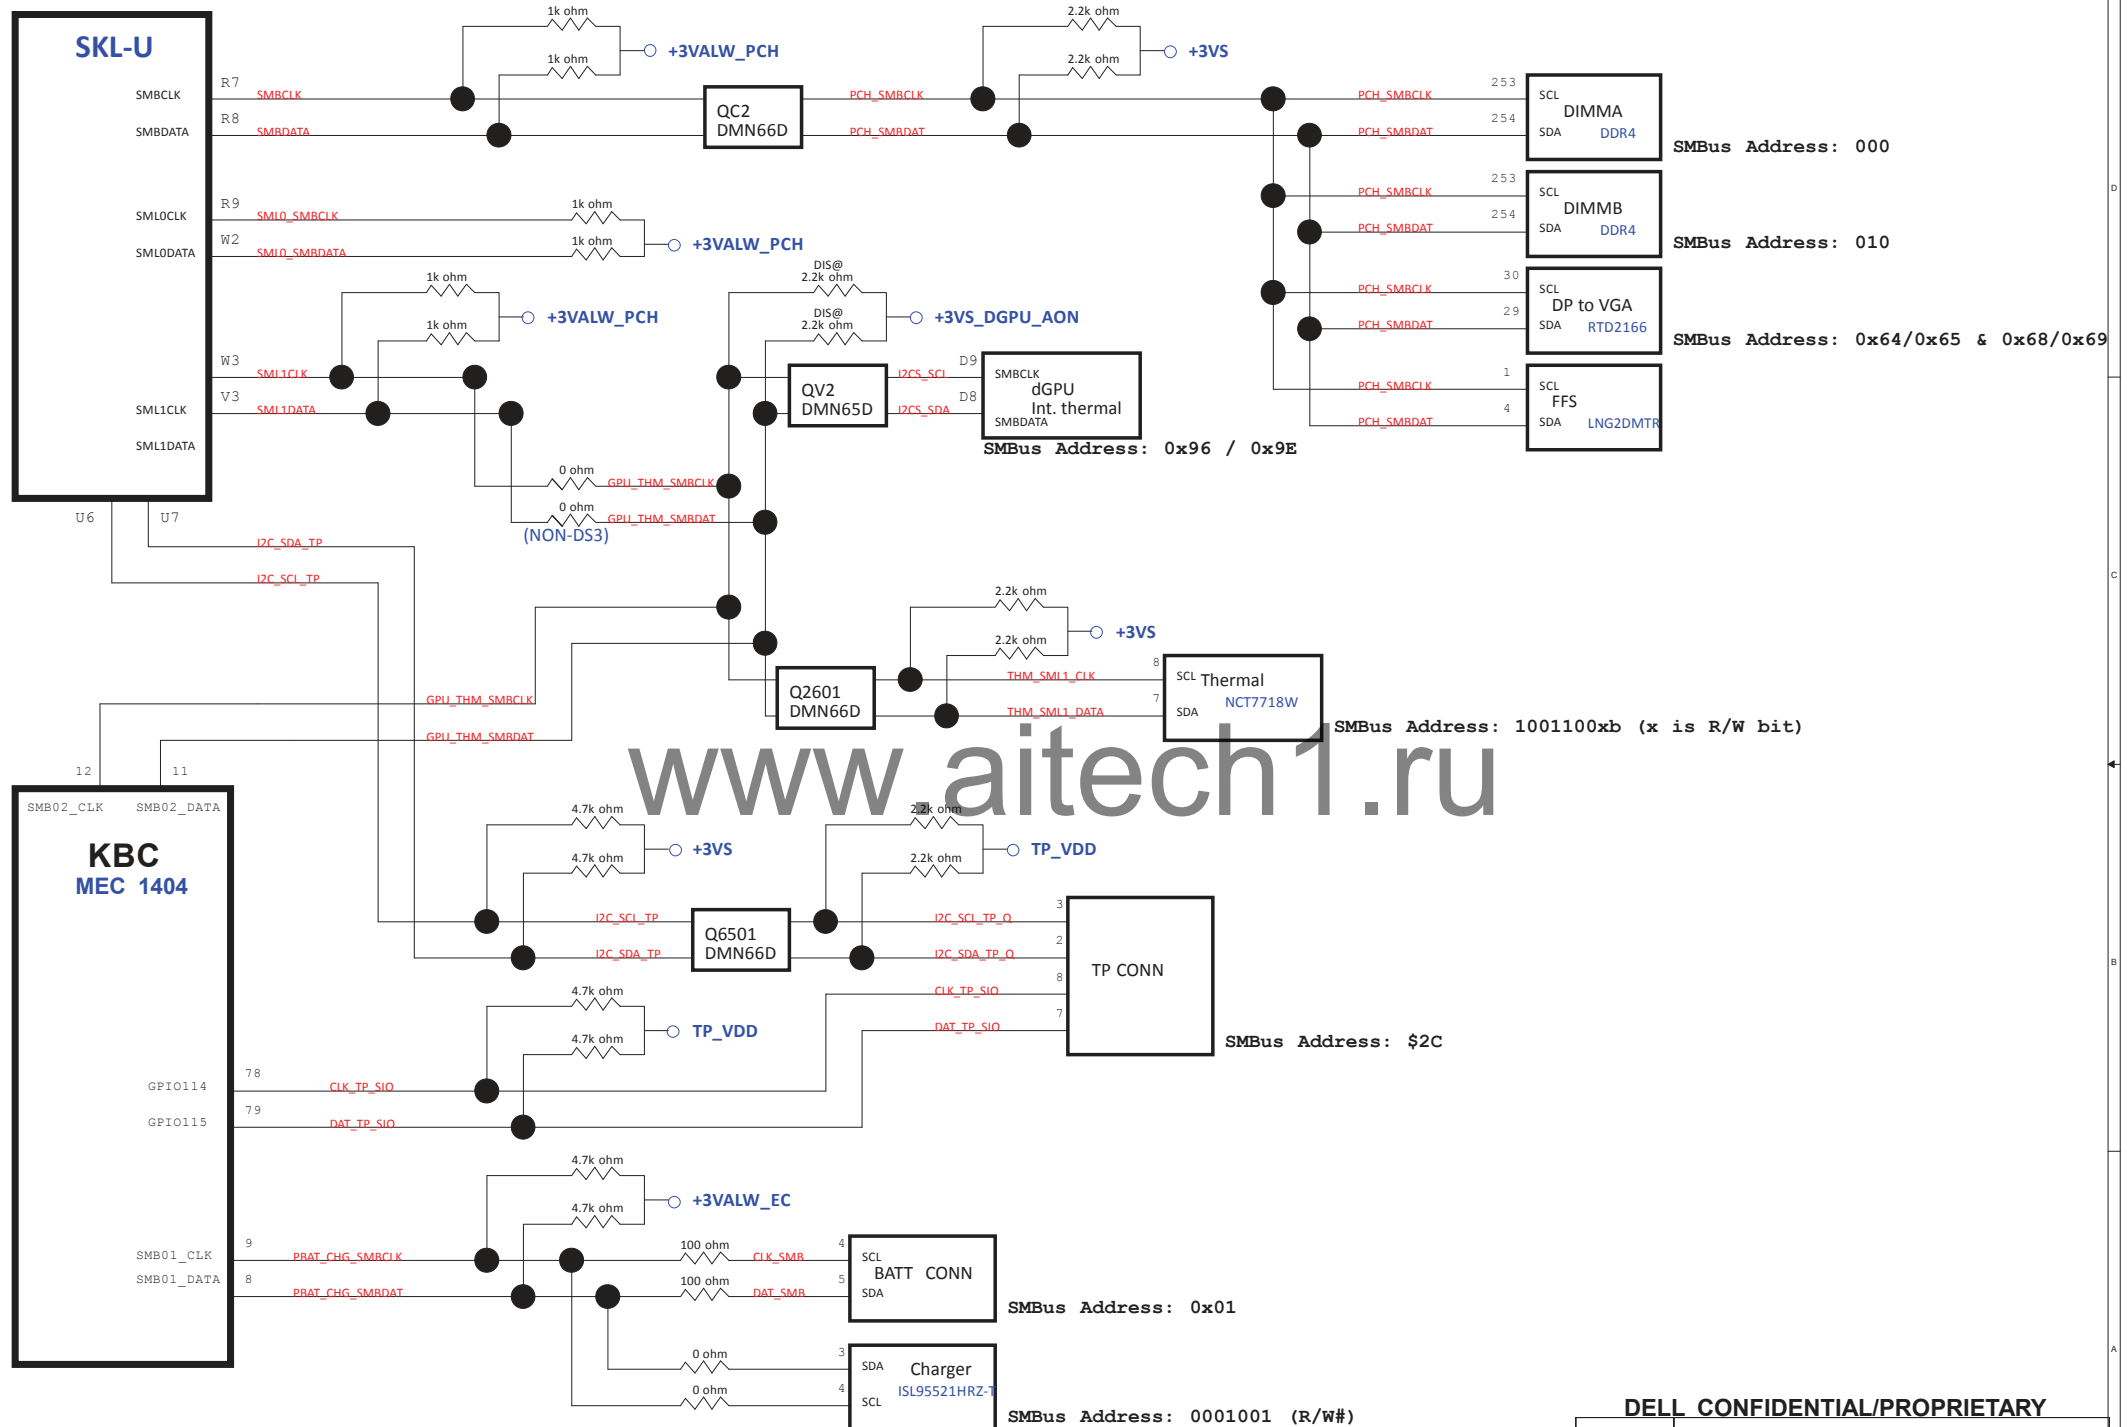 SKL-U
SMBCLK
R7
SMBCLK
SMBDATA
R8
SMBDATA
1k ohm
1k ohm
+3VALW_PCH
QC2
DMN66D
PCH_SMBCLK
PCH_SMBDAT
2.2k ohm
2.2k ohm
+3VS
PCH_SMBCLK
253
SCL
DIMMA
PCH_SMBDAT
254
SDA
DDR4
SMBus Address: 000
PCH_SMBCLK
253
SCL
DIMMB
PCH_SMBDAT
254
SDA
DDR4
SMBus Address: 010
PCH_SMBCLK
30
SCL
DP to VGA
PCH_SMBDAT
29
SDA
RTD2166
SMBus Address: 0x64/0x65 & 0x68/0x69
PCH_SMBCLK
1
SCL
FFS
PCH_SMBDAT
4
SDA
LNG2DMTR
SML0CLK
R9
SML0_SMBCLK
1k ohm
SML0DATA
W2
SML0_SMBDATA
1k ohm
+3VALW_PCH
1k ohm
1k ohm
+3VALW_PCH
W3
SML1CLK
V3
SML1CLK
SML1DATA
SML1DATA
DIS@
2.2k ohm
DIS@
2.2k ohm
+3VS_DGPU_AON
QV2
DMN65D
I2CS_SCL
D9
SMBCLK
dGPU
Int. thermal
I2CS_SDA
D8
SMBDATA
SMBus Address: 0x96 / 0x9E
0 ohm
GPU_THM_SMBCLK
0 ohm
GPU_THM_SMBDAT
(NON-DS3)
U6
U7
I2C_SDA_TP
I2C_SCL_TP
2.2k ohm
2.2k ohm
+3VS
Q2601
DMN66D
THM_SML1_CLK
8
SCL
Thermal
NCT7718W
THM_SML1_DATA
7
SDA
SMBus Address: 1001100xb (x is R/W bit)
GPU_THM_SMBCLK
GPU_THM_SMBDAT
www.aitech1.ru
12
11
SMB02_CLK
SMB02_DATA
KBC
MEC 1404
4.7k ohm
4.7k ohm
+3VS
2.2k ohm
2.2k ohm
TP_VDD
I2C_SCL_TP
I2C_SDA_TP
Q6501
DMN66D
I2C_SCL_TP_Q
3
I2C_SDA_TP_Q
2
CLK_TP_SIO
8
DAT_TP_SIO
7
TP CONN
SMBus Address: $2C
4.7k ohm
4.7k ohm
TP_VDD
GPIO114
78
CLK_TP_SIO
GPIO115
79
DAT_TP_SIO
4.7k ohm
4.7k ohm
+3VALW_EC
SMB01_CLK
9
PBAT_CHG_SMBCLK
SMB01_DATA
8
PBAT_CHG_SMBDAT
100 ohm
CLK_SMB
4
SCL
BATT CONN
100 ohm
DAT_SMB
5
SDA
SMBus Address: 0x01
0 ohm
3
SDA
Charger
ISL95521HRZ-T
0 ohm
4
SCL
SMBus Address: 0001001 (R/W#)
D
C
B
A
DELL CONFIDENTIAL/PROPRIETARY